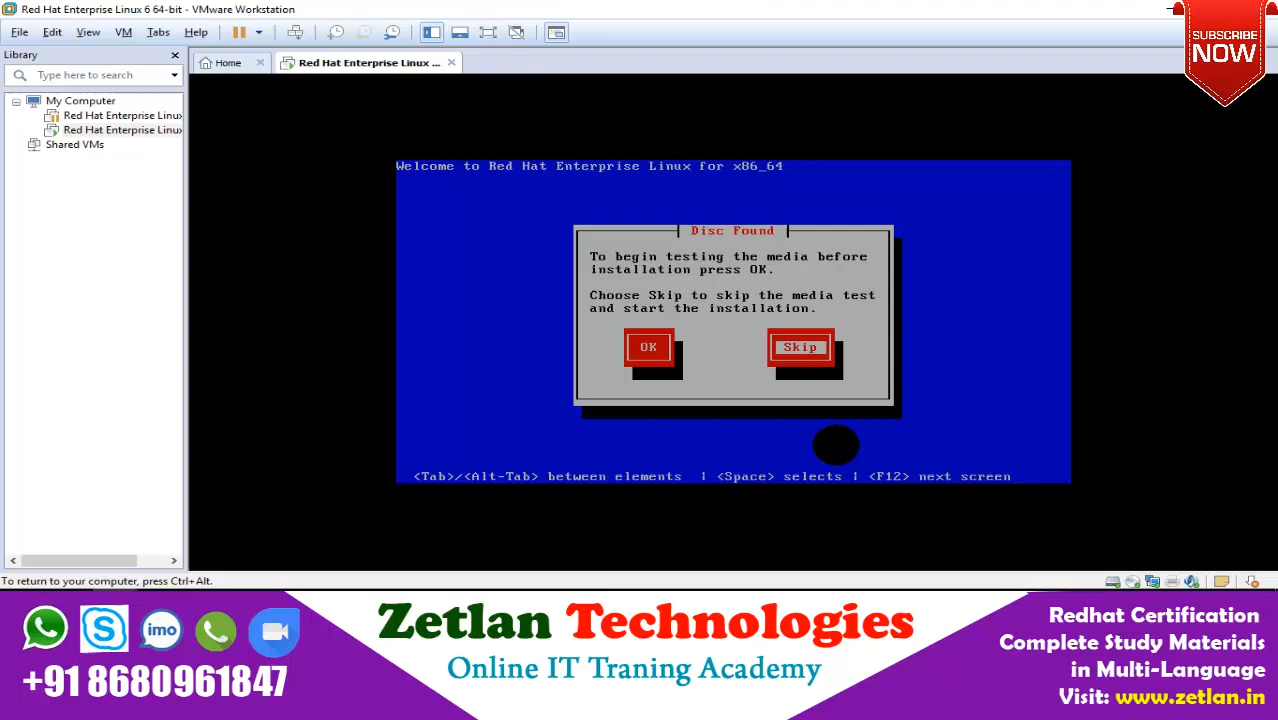 Red Hat Enterprise Linux 6 64-bit - VMware Workstation
File Edit View VM Tabs Help
SUBSCRIBE
NOW
Library
Home
Red Hat Enterprise Linux ...
Type here to search
My Computer
Red Hat Enterprise Linux
Red Hat Enterprise Linux
Shared VMs
Welcome to Red Hat Enterprise Linux for x86_64
Disc Found
To begin testing the media before
installation press OK.
Choose Skip to skip the media test
and start the installation.
OK Skip
<Tab>/<Alt-Tab> between elements | <Space> selects | <F12> next screen
To return to your computer, press Ctrl+Alt.
imo
+91 8680961847
Zetlan Technologies
Online IT Traning Academy
Redhat Certification
Complete Study Materials
in Multi-Language
Visit: www.zetlan.in